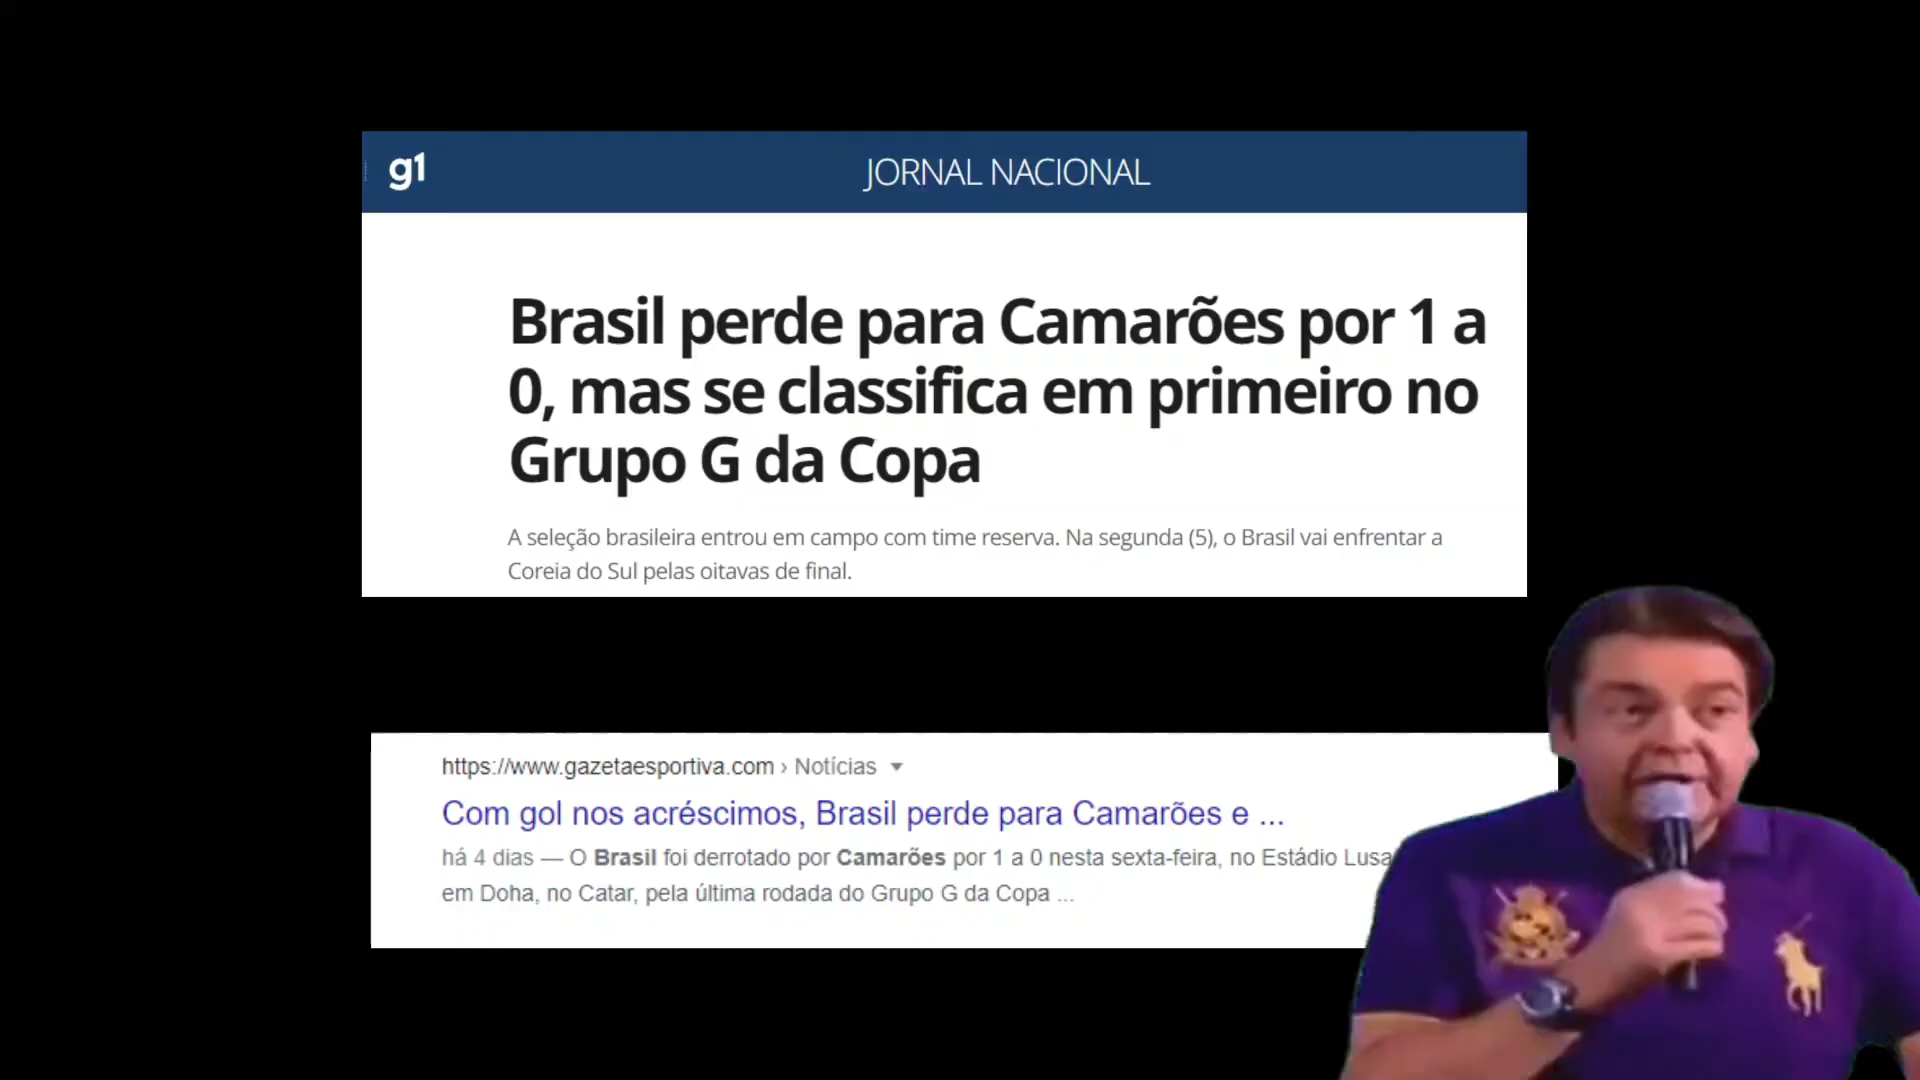 g1
JORNAL NACIONAL
Brasil perde para Camarões por 1 a
0, mas se classifica em primeiro no
Grupo G da Copa
A seleção brasileira entrou em campo com time reserva. Na segunda (5), o Brasil vai enfrentar a
Coreia do Sul pelas oitavas de final.
https://www.gazetaesportiva.com › Notícias
Com gol nos acréscimos, Brasil perde para Camarões e ...
há 4 dias — O Brasil foi derrotado por Camarões por 1 a 0 nesta sexta-feira, no Estádio Lusa
em Doha, no Catar, pela última rodada do Grupo G da Copa ...